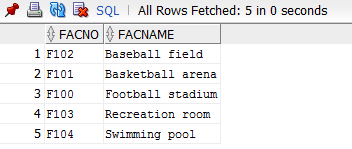 SQL | All Rows Fetched: 5 in 0 seconds
FACNO FACNAME
1 F102 Baseball field
2 F101 Basketball arena
3 F100 Football stadium
4 F103 Recreation room
5 F104 Swimming pool